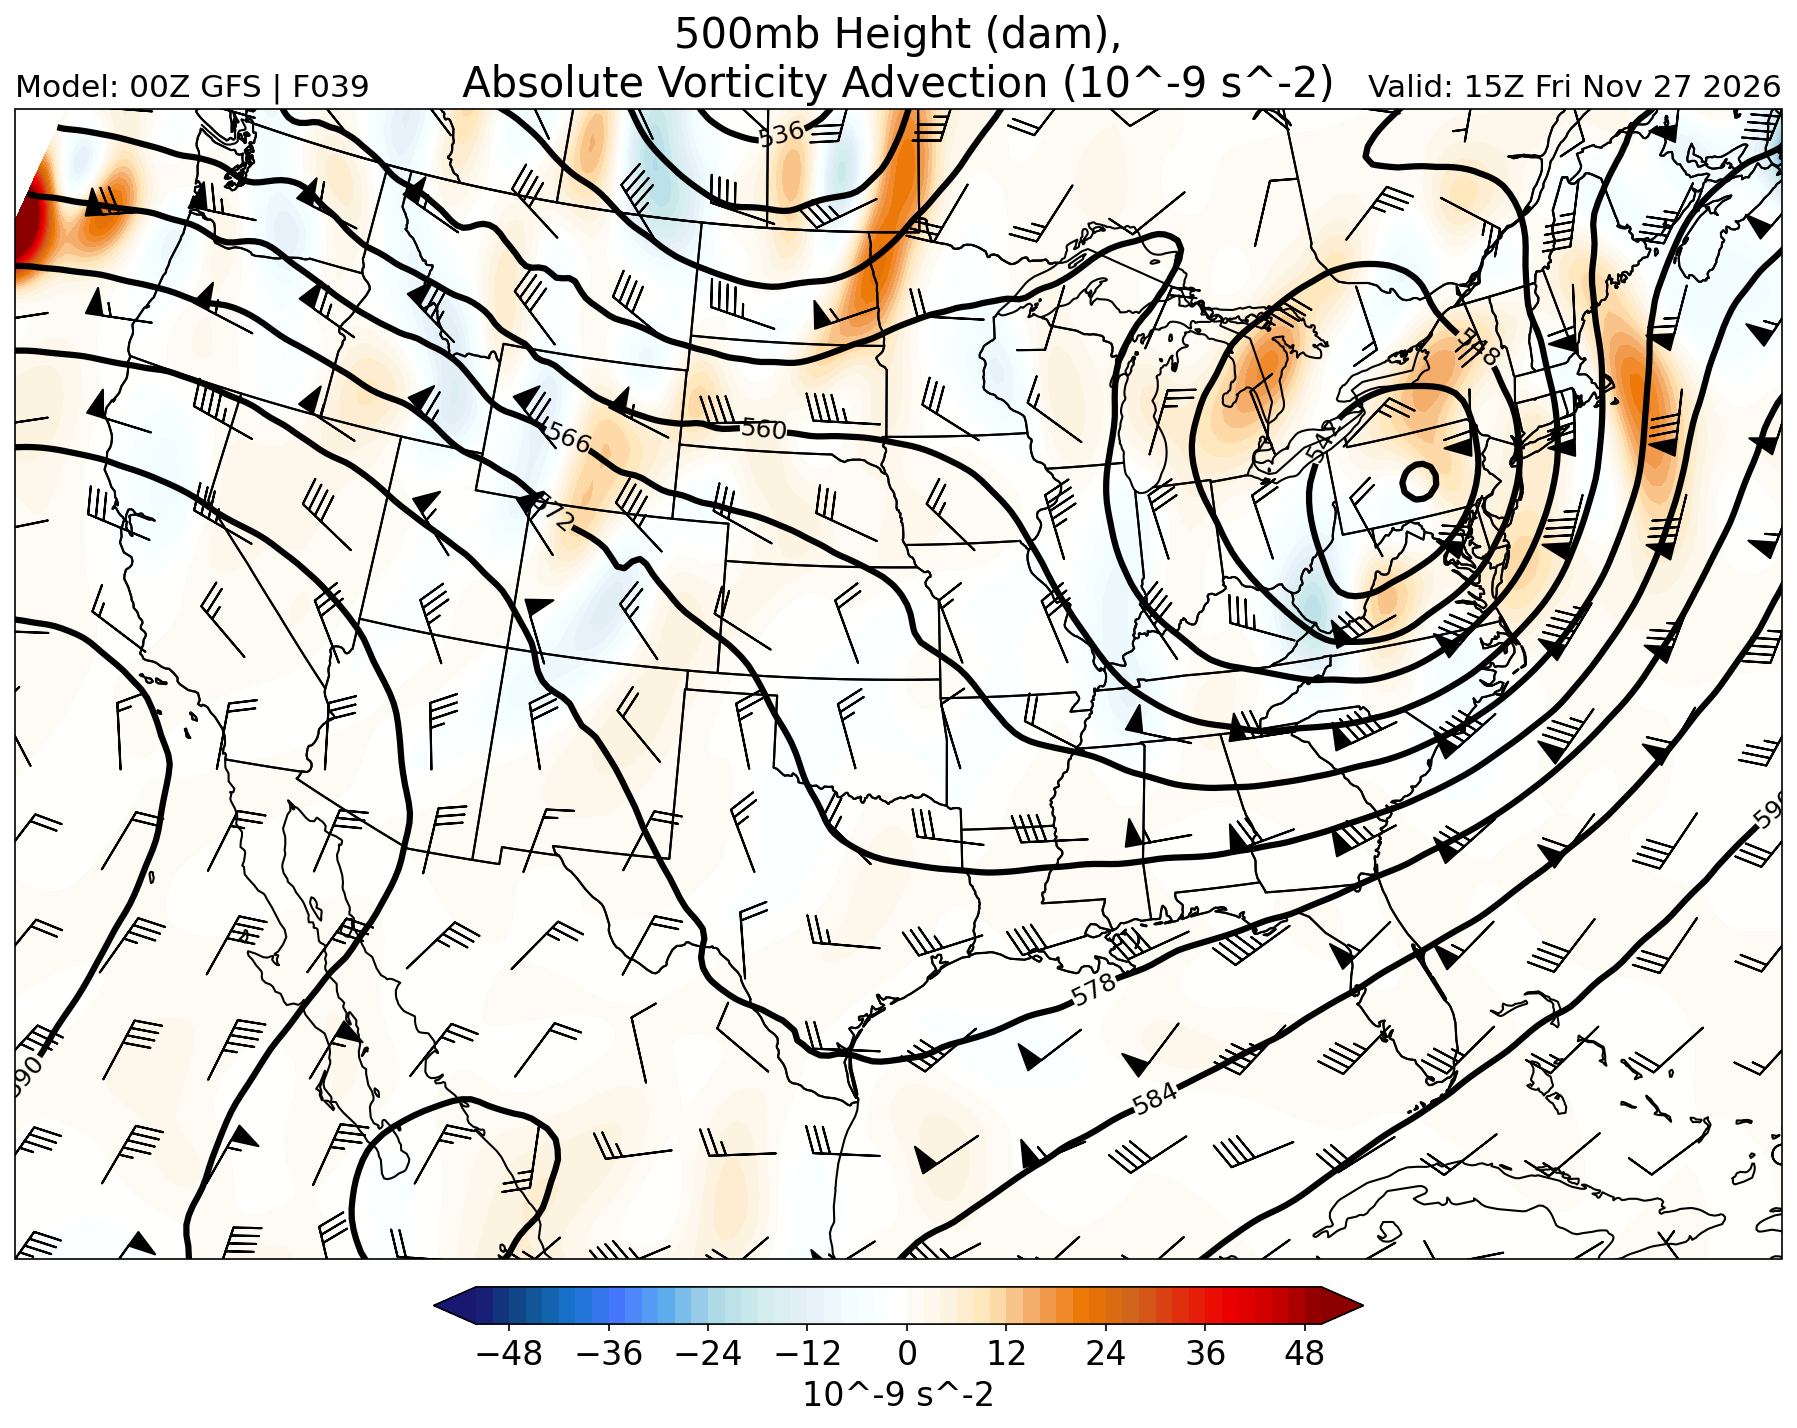 500mb Height (dam),
Model: 00Z GFS | F039
Absolute Vorticity Advection (10^-9 s^-2)
Valid: 15Z Fri Nov 27 2026
536
548
560
566
572
542
590
578
584
590
−48 −36 −24 −12 0 12 24 36 48
10^-9 s^-2